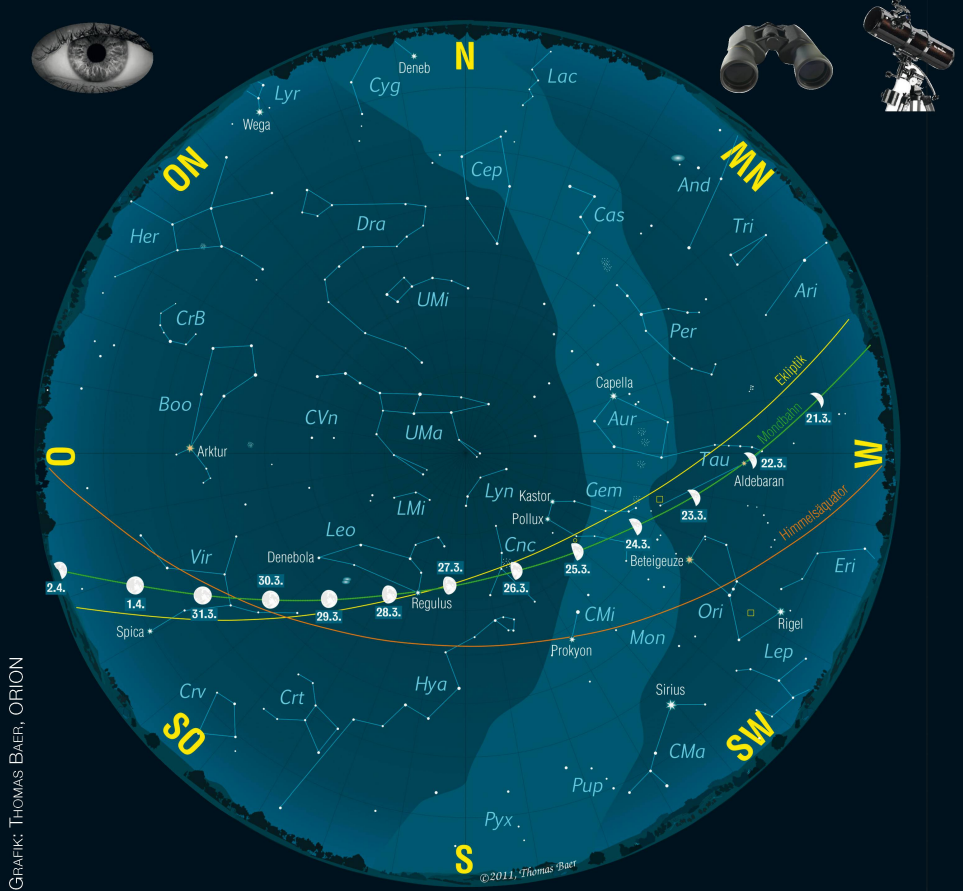 N
NW
W
SW
S
SO
O
ON
Deneb
Cyg
Lac
Lyr
Wega
Cep
And
Cas
Tri
Dra
Her
Ari
UMi
CrB
Per
Ekliptik
Capella
Mondbahn
21.3.
Boo
CVn
UMa
Aur
Arktur
Tau
22.3.
Aldebaran
Lyn
Kastor
Gem
23.3.
LMi
Pollux
Himmelsäquator
Leo
24.3.
Vir
Denebola
Cnc
25.3.
Beteigeuze
Eri
27.3.
26.3.
30.3.
2.4.
1.4.
31.3.
29.3.
28.3.
Regulus
CMi
Ori
Rigel
Spica
Prokyon
Mon
Lep
Hya
Sirius
Crv
Crt
CMa
Pup
Pyx
©2011, Thomas Baer
Grafik: Thomas Baer, ORION